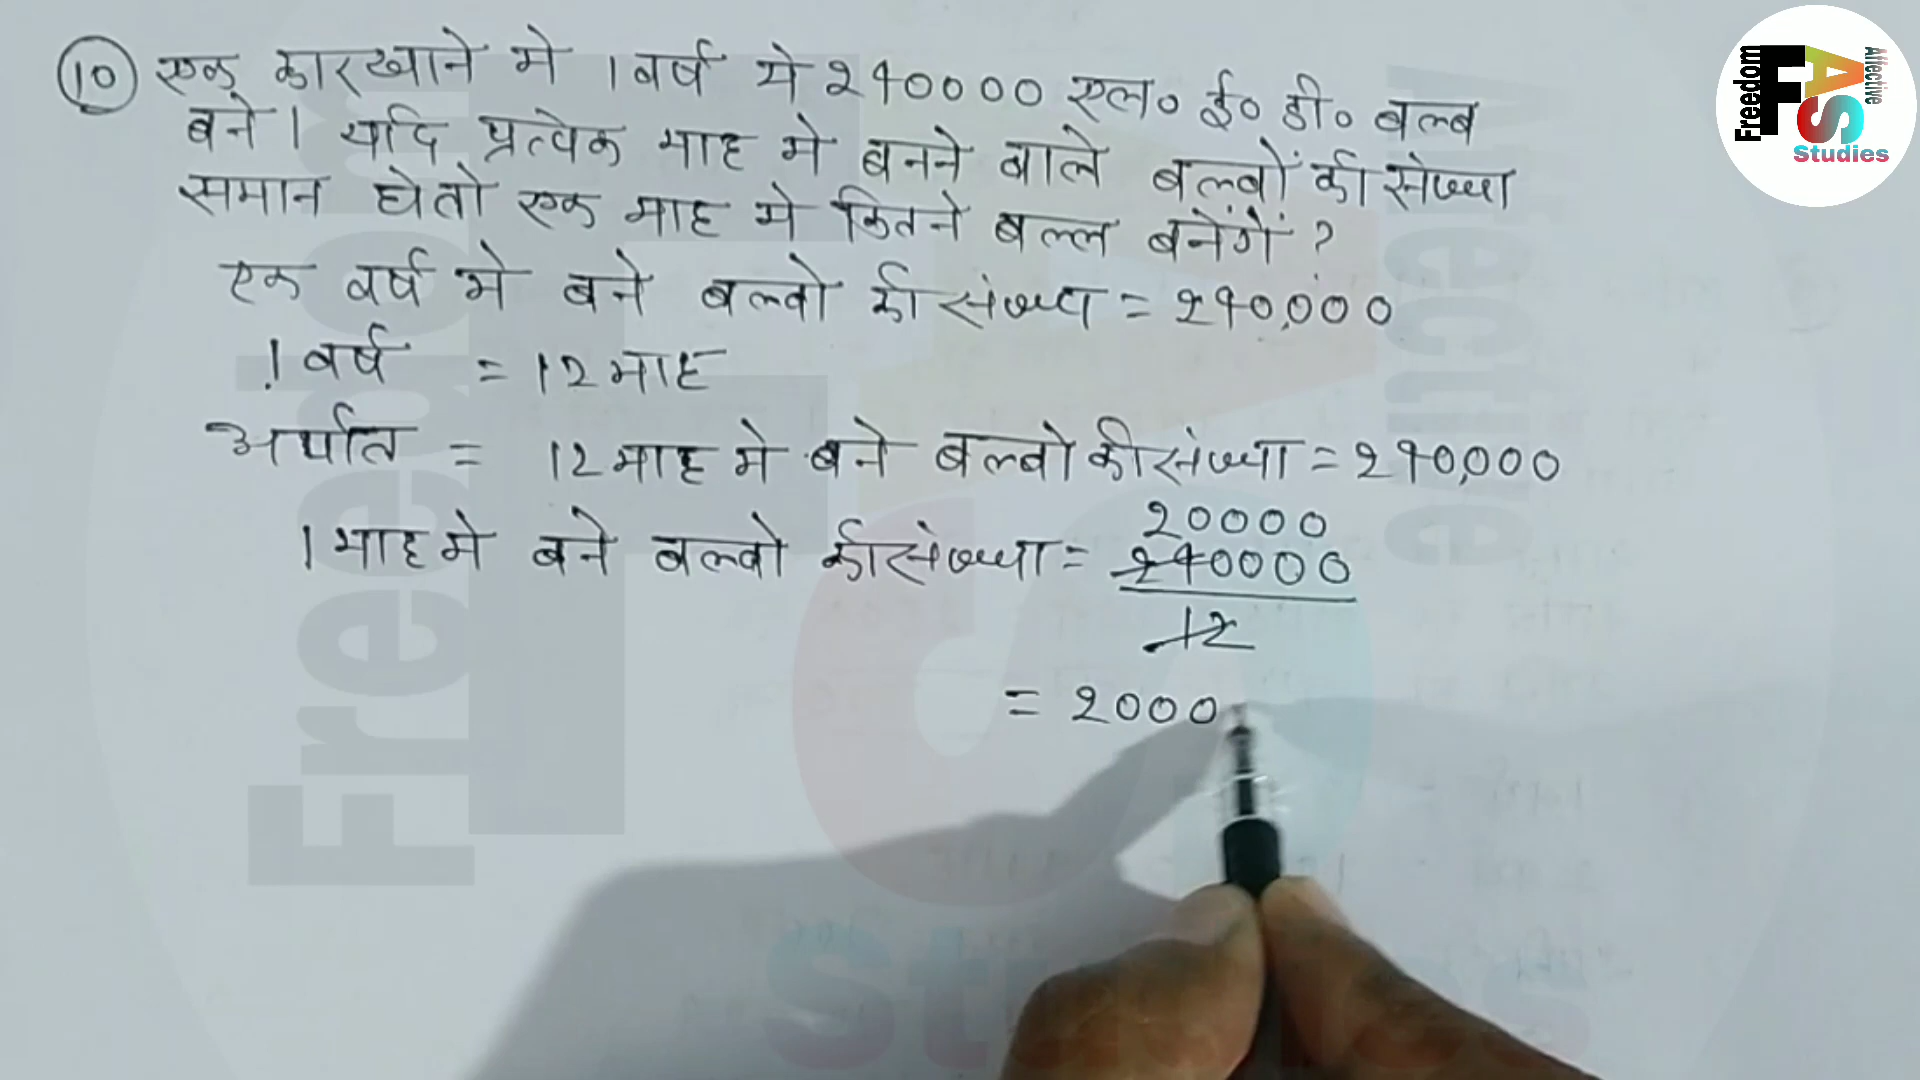 10 एक कारखाने मे 1 वर्ष मे 240000 एल० ई० डी० बल्ब
बने। यदि प्रत्येक माह मे बनने वाले बल्बों की संख्या
समान हो तो एक माह मे कितने बल्ल बनेंगें ?
एक वर्ष मे बने बल्बो की संख्या = 240,000
1 वर्ष = 12 माह
अर्थात = 12 माह मे बने बल्बो की संख्या = 240,000
20000
1 माह मे बने बल्बो की संख्या = 240000
12
= 2000
Freedom
FAS
Affective
Studies